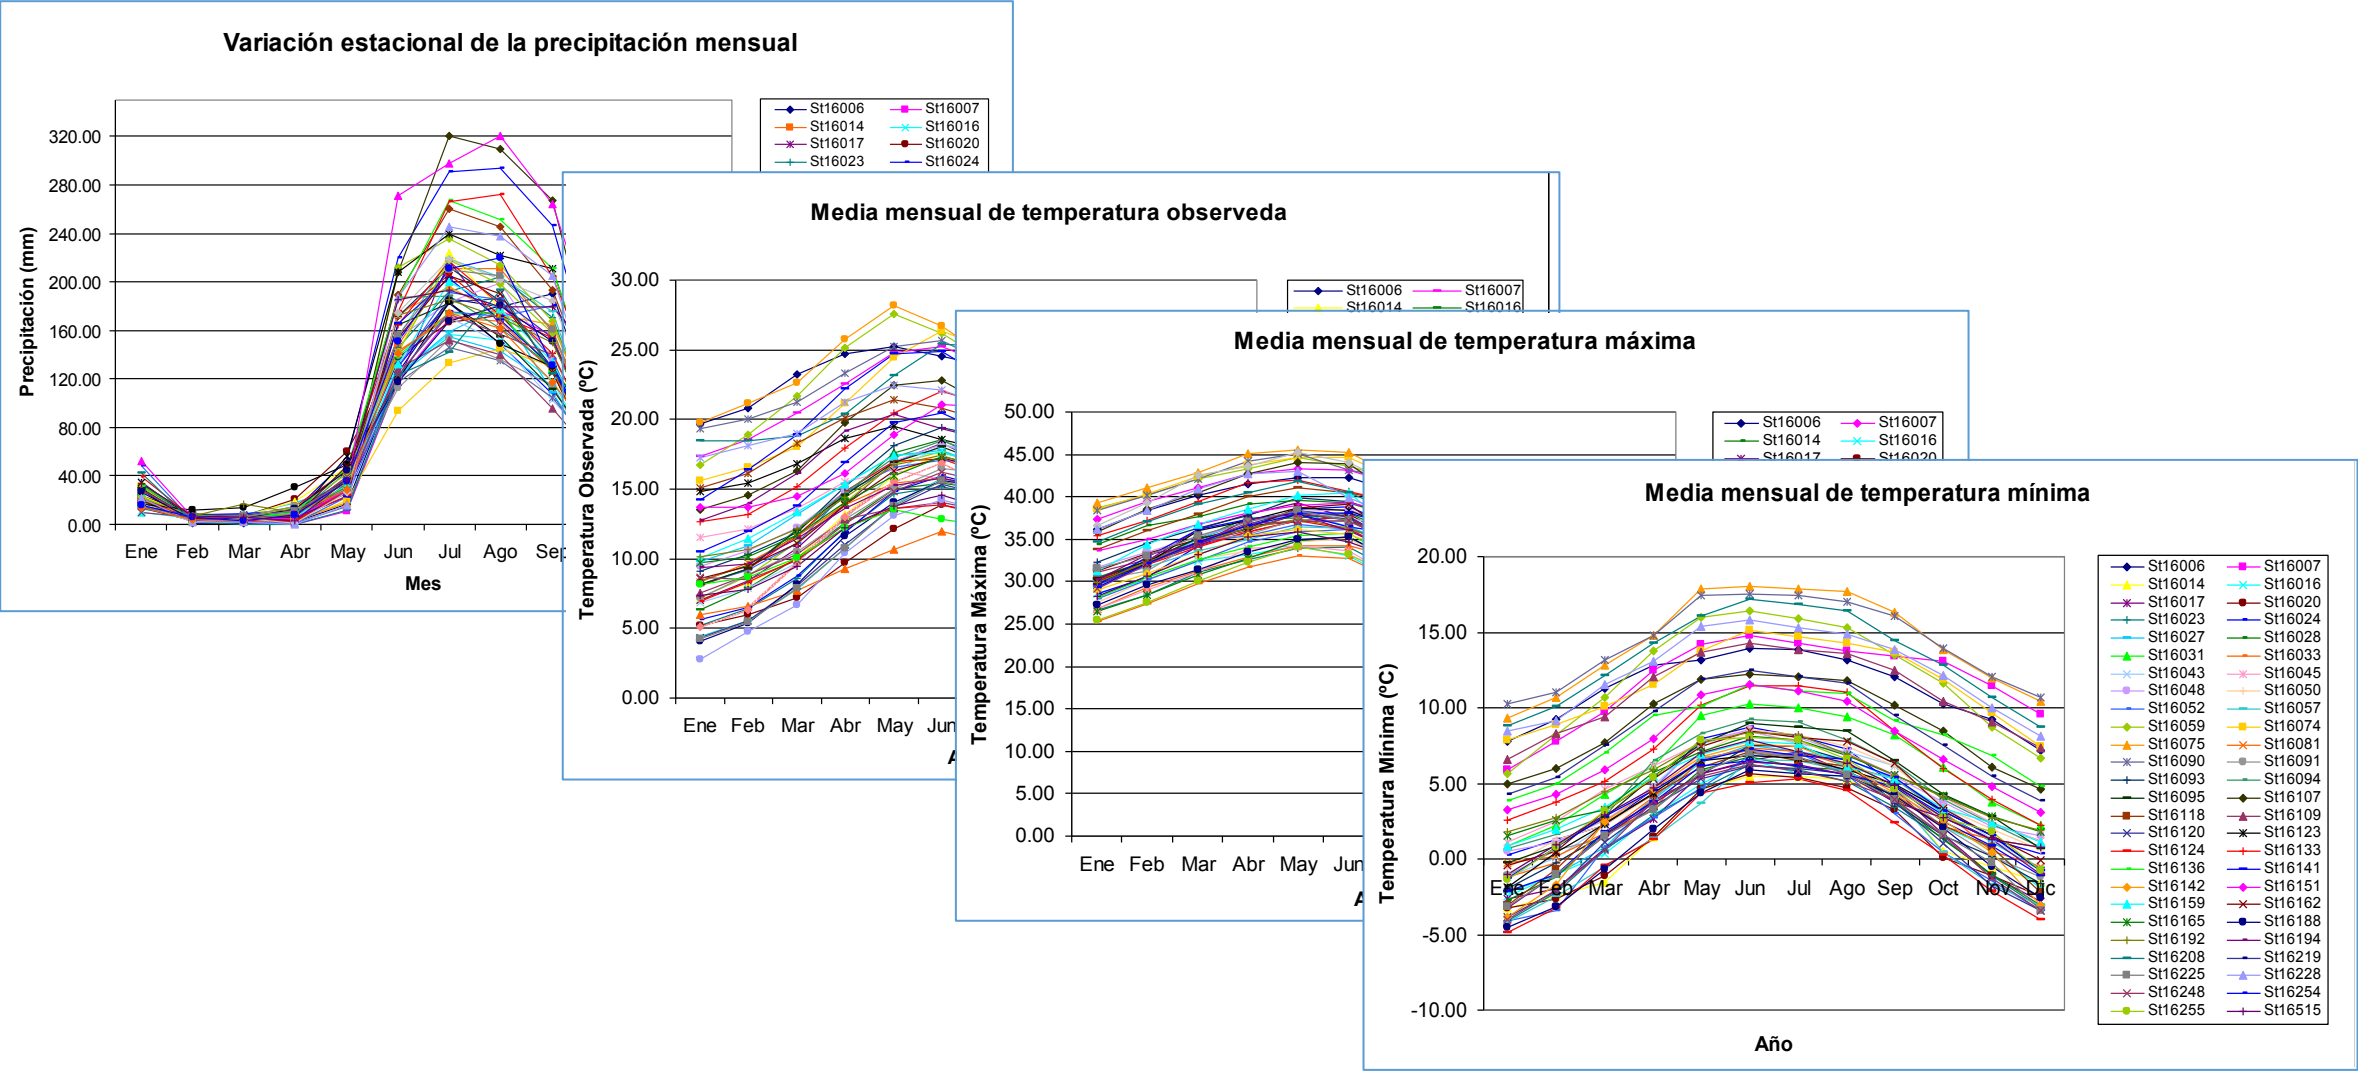 Variación estacional de la precipitación mensual
Precipitación (mm)
320.00
280.00
240.00
200.00
160.00
120.00
80.00
40.00
0.00
Ene Feb Mar Abr May Jun Jul Ago Sep
Mes
St16006 St16007
St16014 St16016
St16017 St16020
St16023 St16024
Media mensual de temperatura observeda
Temperatura Observada (ºC)
30.00
25.00
20.00
15.00
10.00
5.00
0.00
Ene Feb Mar Abr May Jun
A
St16006 St16007
St16014 St16016
Media mensual de temperatura máxima
Temperatura Máxima (ºC)
50.00
45.00
40.00
35.00
30.00
25.00
20.00
15.00
10.00
5.00
0.00
Ene Feb Mar Abr May Jun
A
St16006 St16007
St16014 St16016
St16017 St16020
Media mensual de temperatura mínima
Temperatura Mínima (ºC)
20.00
15.00
10.00
5.00
0.00
-5.00
-10.00
Ene Feb Mar Abr May Jun Jul Ago Sep Oct Nov Dic
Año
St16006 St16007
St16014 St16016
St16017 St16020
St16023 St16024
St16027 St16028
St16031 St16033
St16043 St16045
St16048 St16050
St16052 St16057
St16059 St16074
St16075 St16081
St16090 St16091
St16093 St16094
St16095 St16107
St16118 St16109
St16120 St16123
St16124 St16133
St16136 St16141
St16142 St16151
St16159 St16162
St16165 St16188
St16192 St16194
St16208 St16219
St16225 St16228
St16248 St16254
St16255 St16515